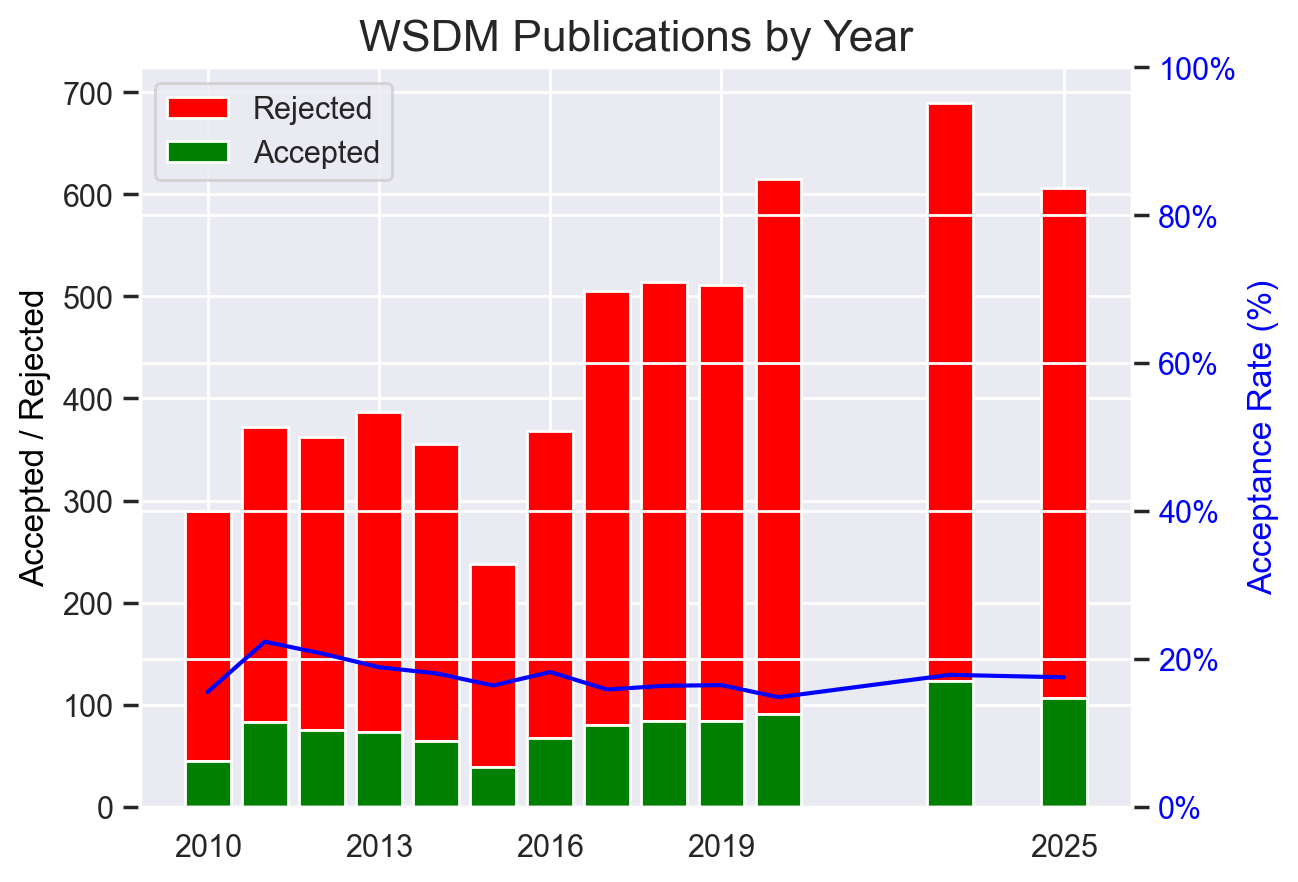 WSDM Publications by Year
Rejected
Accepted
Accepted / Rejected
700
600
500
400
300
200
100
0
100%
80%
60%
40%
20%
0%
Acceptance Rate (%)
2010 2013 2016 2019 2025